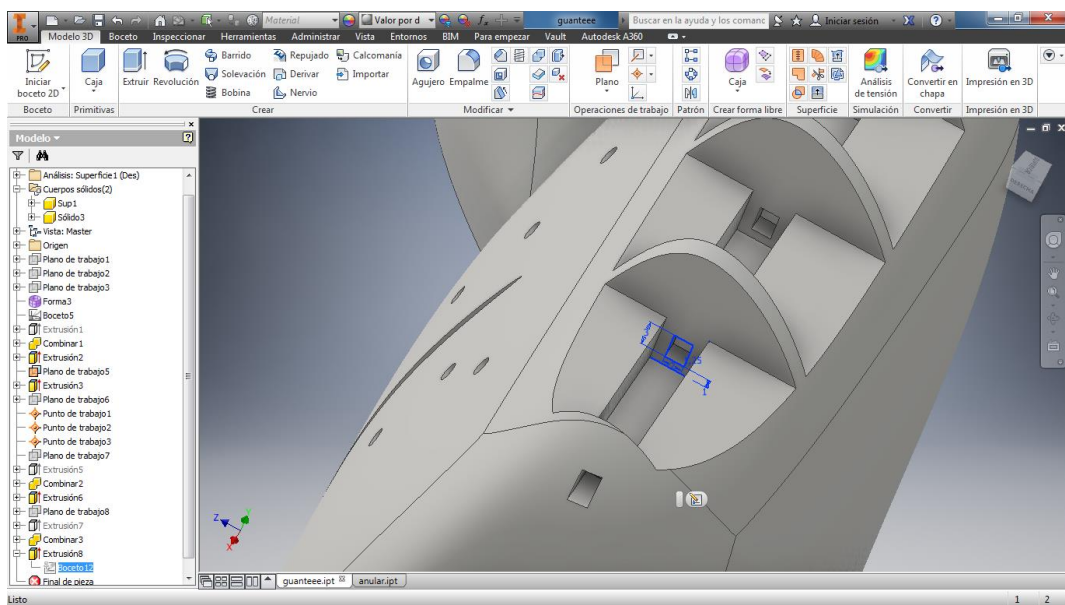 Material
Valor por d
guanteee
Buscar en la ayuda y los comanc
Iniciar sesión
PRO
Modelo 3D Boceto Inspeccionar Herramientas Administrar Vista Entornos BIM Para empezar Vault Autodesk A360
Iniciar boceto 2D
Caja
Extruir
Revolución
Barrido
Solevación
Bobina
Repujado
Derivar
Nervio
Calcomanía
Importar
Agujero
Empalme
Plano
Caja
Análisis de tensión
Convertir en chapa
Impresión en 3D
Boceto Primitivas Crear Modificar Operaciones de trabajo Patrón Crear forma libre Superficie Simulación Convertir Impresión en 3D
Modelo
Análisis: Superficie1 (Des)
Cuerpos sólidos(2)
Sup1
Sólido3
Vista: Master
Origen
Plano de trabajo1
Plano de trabajo2
Plano de trabajo3
Forma3
Boceto5
Extrusión1
Combinar1
Extrusión2
Plano de trabajo5
Extrusión3
Plano de trabajo6
Punto de trabajo1
Punto de trabajo2
Punto de trabajo3
Plano de trabajo7
Extrusión5
Combinar2
Extrusión6
Plano de trabajo8
Extrusión7
Combinar3
Extrusión8
Boceto12
Final de pieza
1
Z
Y
X
guanteee.ipt
anular.ipt
Listo
1 2